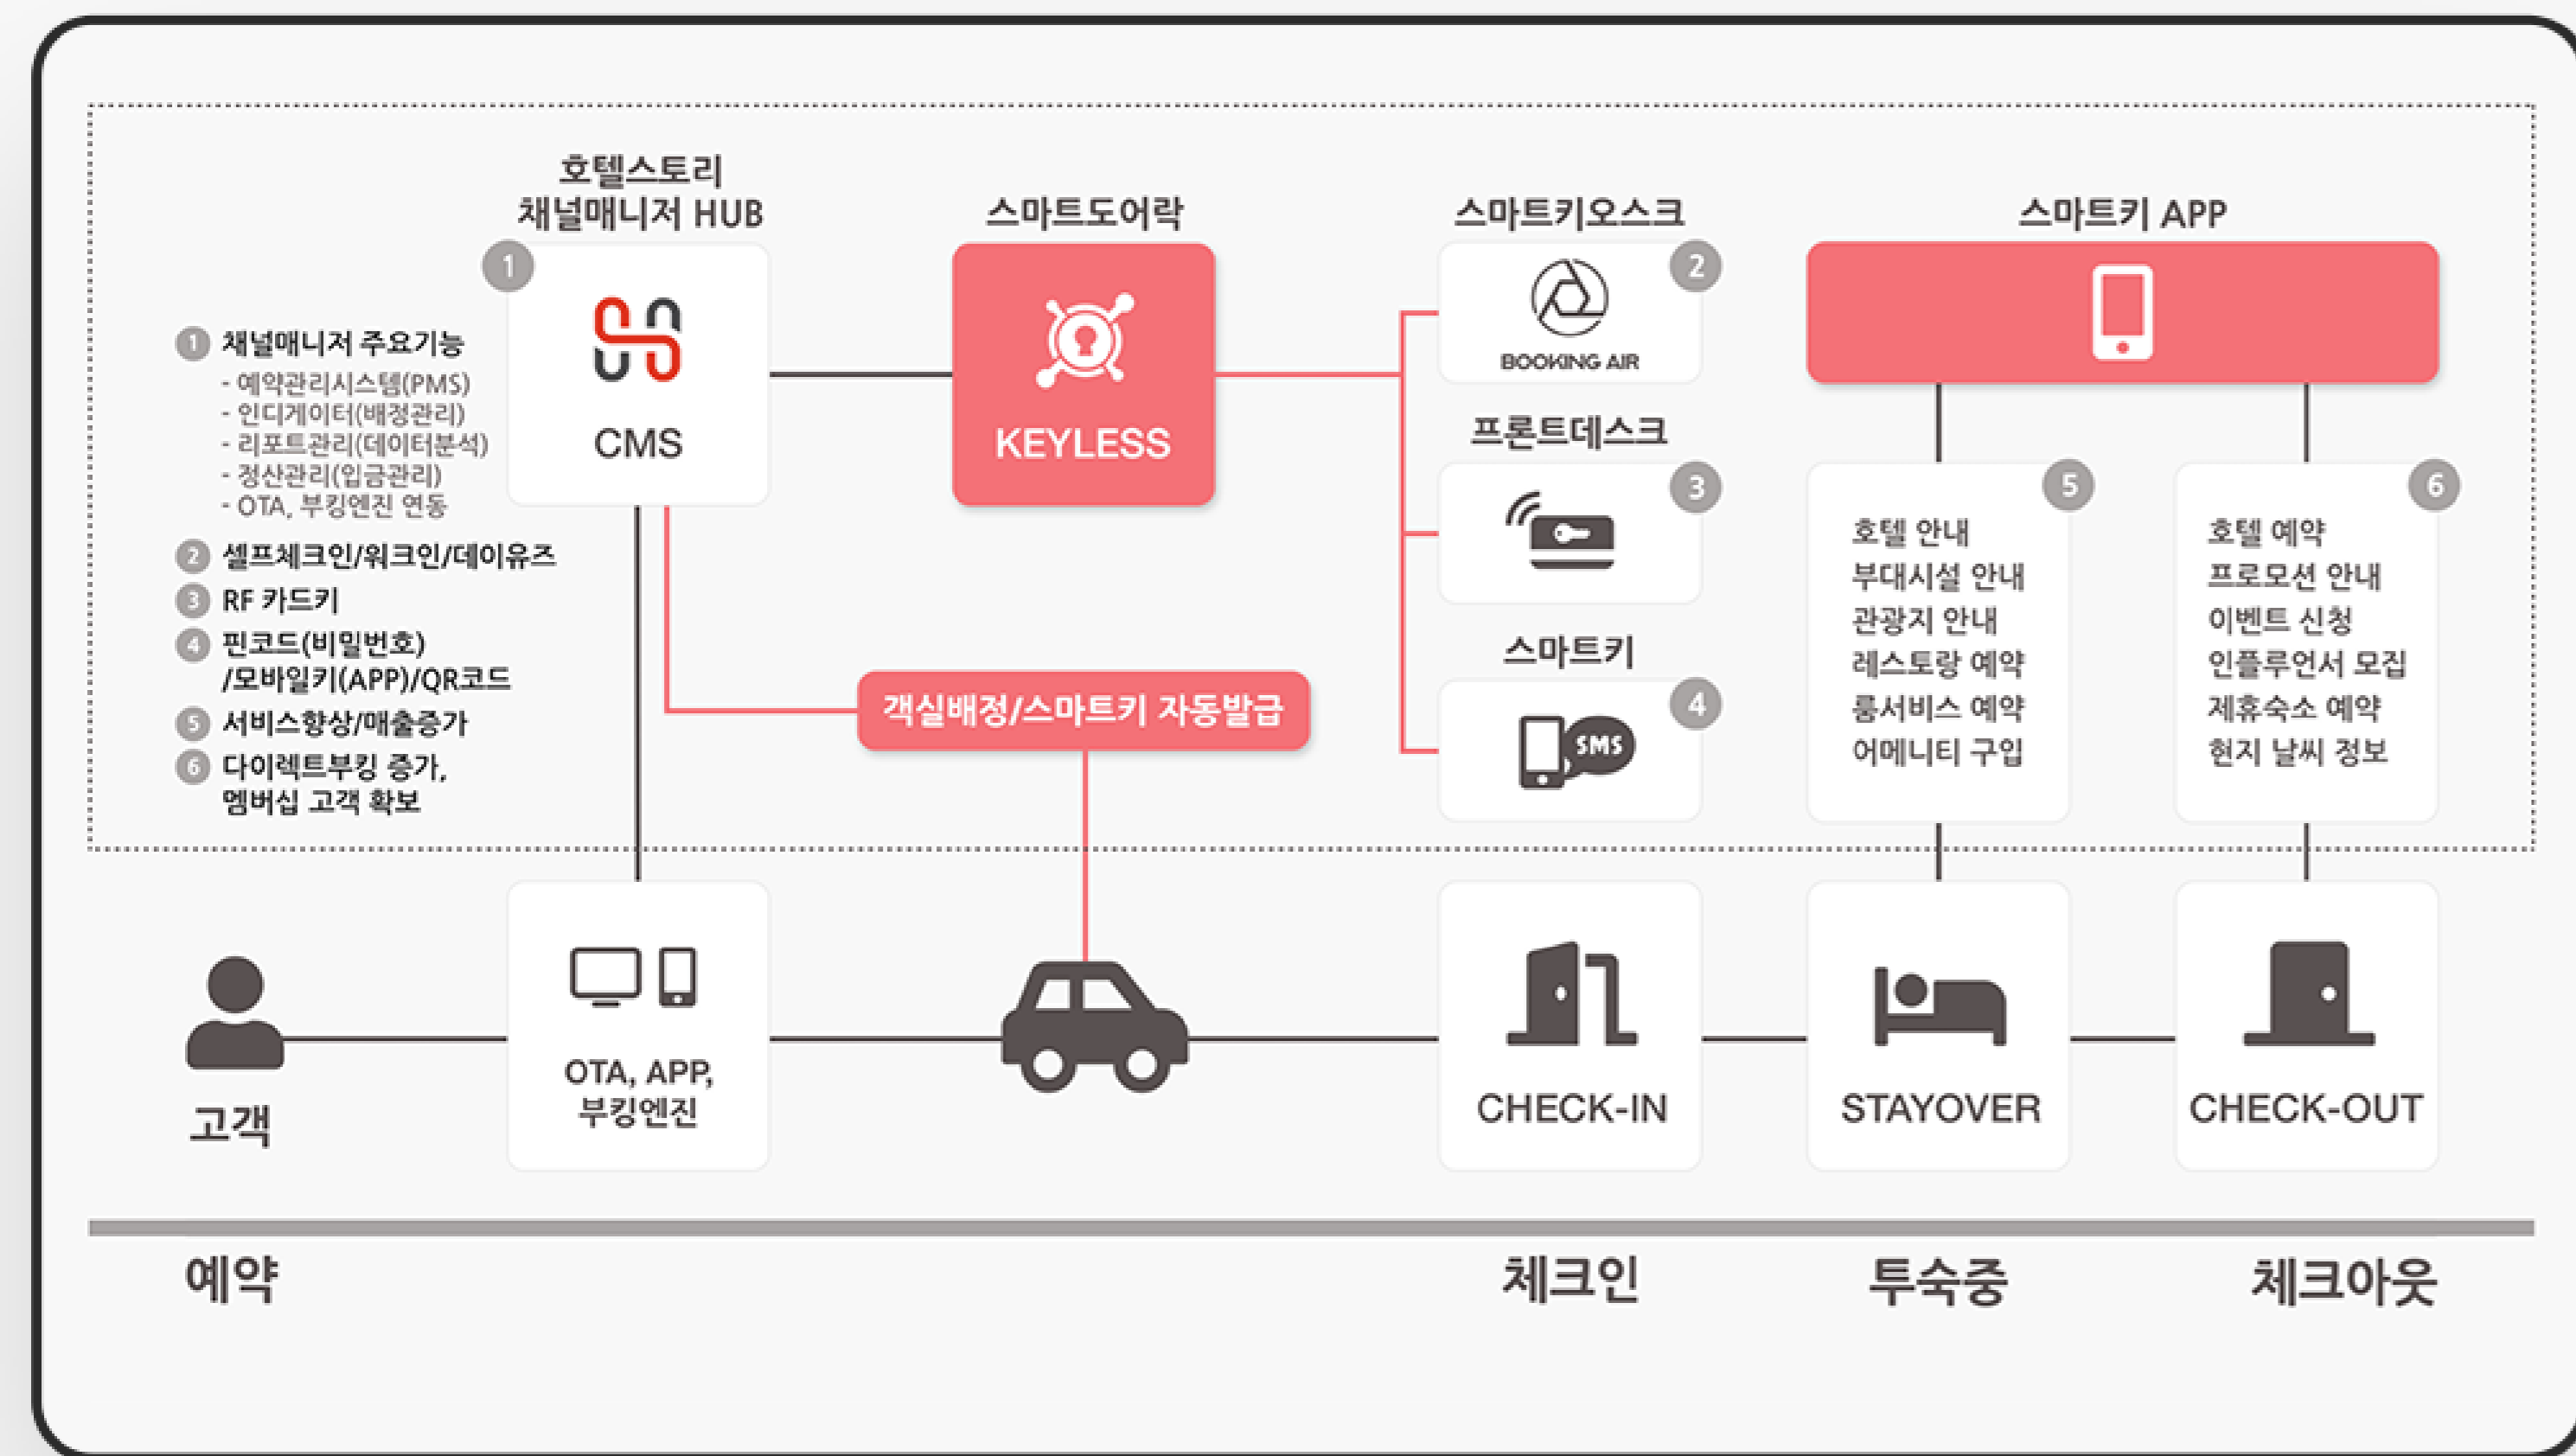 호텔스토리
채널매니저 HUB
1
CMS
스마트도어락
KEYLESS
스마트키오스크
2
BOOKING AIR
프론트데스크
3
스마트키
4
SMS
스마트키 APP
5
호텔 안내
부대시설 안내
관광지 안내
레스토랑 예약
룸서비스 예약
어메니티 구입
6
호텔 예약
프로모션 안내
이벤트 신청
인플루언서 모집
제휴숙소 예약
현지 날씨 정보
1 채널매니저 주요기능
- 예약관리시스템(PMS)
- 인디게이터(배정관리)
- 리포트관리(데이터분석)
- 정산관리(입금관리)
- OTA, 부킹엔진 연동
2 셀프체크인/워크인/데이유즈
3 RF 카드키
4 핀코드(비밀번호)
/모바일키(APP)/QR코드
5 서비스향상/매출증가
6 다이렉트부킹 증가,
멤버십 고객 확보
객실배정/스마트키 자동발급
고객
OTA, APP,
부킹엔진
CHECK-IN
STAYOVER
CHECK-OUT
예약
체크인
투숙중
체크아웃